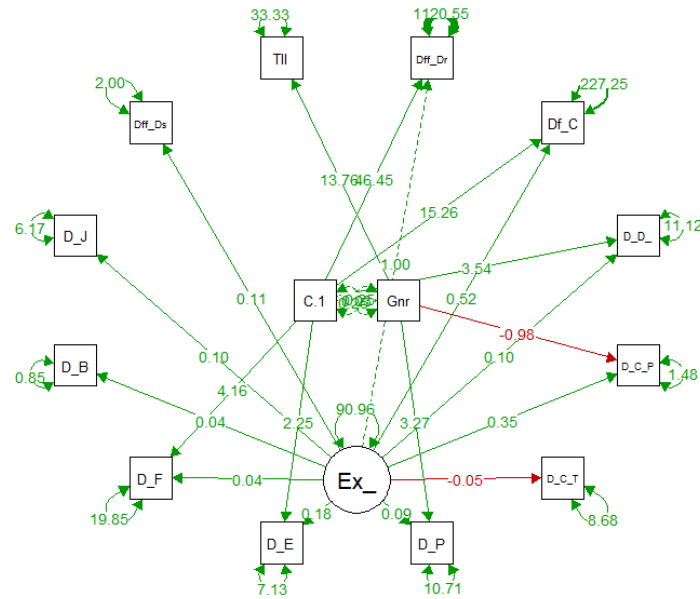 33.33
1120.55
Tll
Dff_Dr
2.00
227.25
Dff_Ds
Df_C
13.76
46.45
15.26
6.17
D_J
D_D_
11.12
1.00
3.54
C.1
Gnr
0.11
0.52
-0.98
0.10
0.10
0.85
D_B
D_C_P
1.48
4.16
2.25
3.27
0.35
0.04
90.96
D_F
0.04
Ex_
-0.05
D_C_T
19.85
0.18
0.09
8.68
D_E
D_P
7.13
10.71